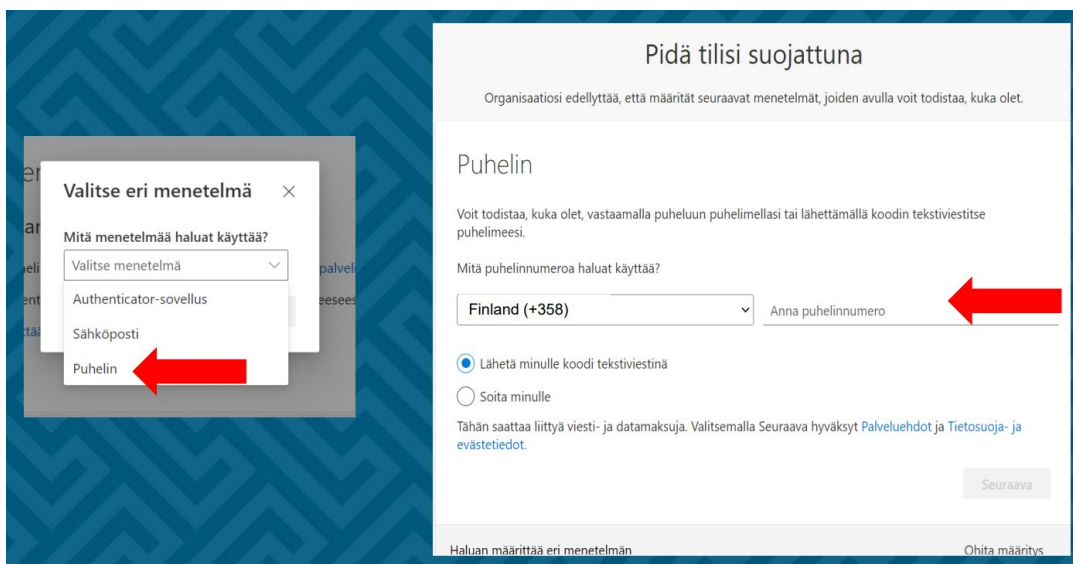 Valitse eri menetelmä
Mitä menetelmää haluat käyttää?
Valitse menetelmä
Authenticator-sovellus
Sähköposti
Puhelin
Pidä tilisi suojattuna
Organisaatiosi edellyttää, että määrität seuraavat menetelmät, joiden avulla voit todistaa, kuka olet.
Puhelin
Voit todistaa, kuka olet, vastaamalla puheluun puhelimellasi tai lähettämällä koodin tekstiviestitse
puhelimeesi.
Mitä puhelinnumeroa haluat käyttää?
Finland (+358)
Anna puhelinnumero
Lähetä minulle koodi tekstiviestinä
Soita minulle
Tähän saattaa liittyä viesti- ja datamaksuja. Valitsemalla Seuraava hyväksyt Palveluehdot ja Tietosuoja- ja
evästetiedot.
Seuraava
Haluan määrittää eri menetelmän
Ohita määritys